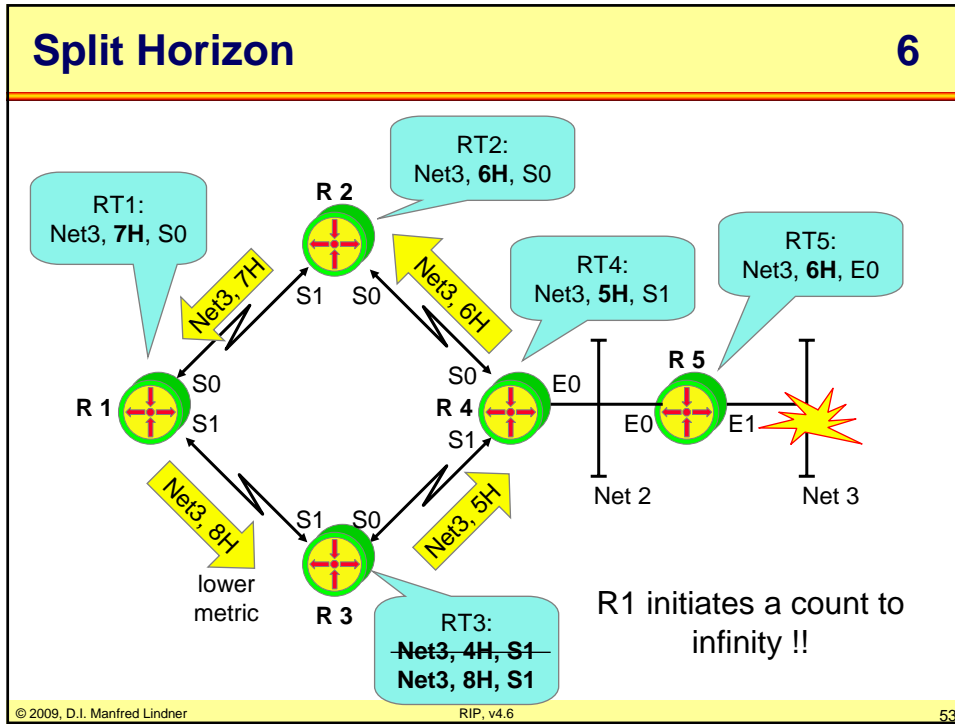 Split Horizon 6
RT2:
Net3, 6H, S0
R 2
RT1:
Net3, 7H, S0
RT4:
Net3, 5H, S1
RT5:
Net3, 6H, E0
Net3, 7H
S1
S0
Net3, 6H
S0
R 1
S1
S0
R 4
S1
E0
R 5
E0
E1
Net 2
Net 3
Net3, 8H
S1
S0
Net3, 5H
lower
metric
R 3
RT3:
Net3, 4H, S1
Net3, 8H, S1
R1 initiates a count to
infinity !!
© 2009, D.I. Manfred Lindner
RIP, v4.6
53